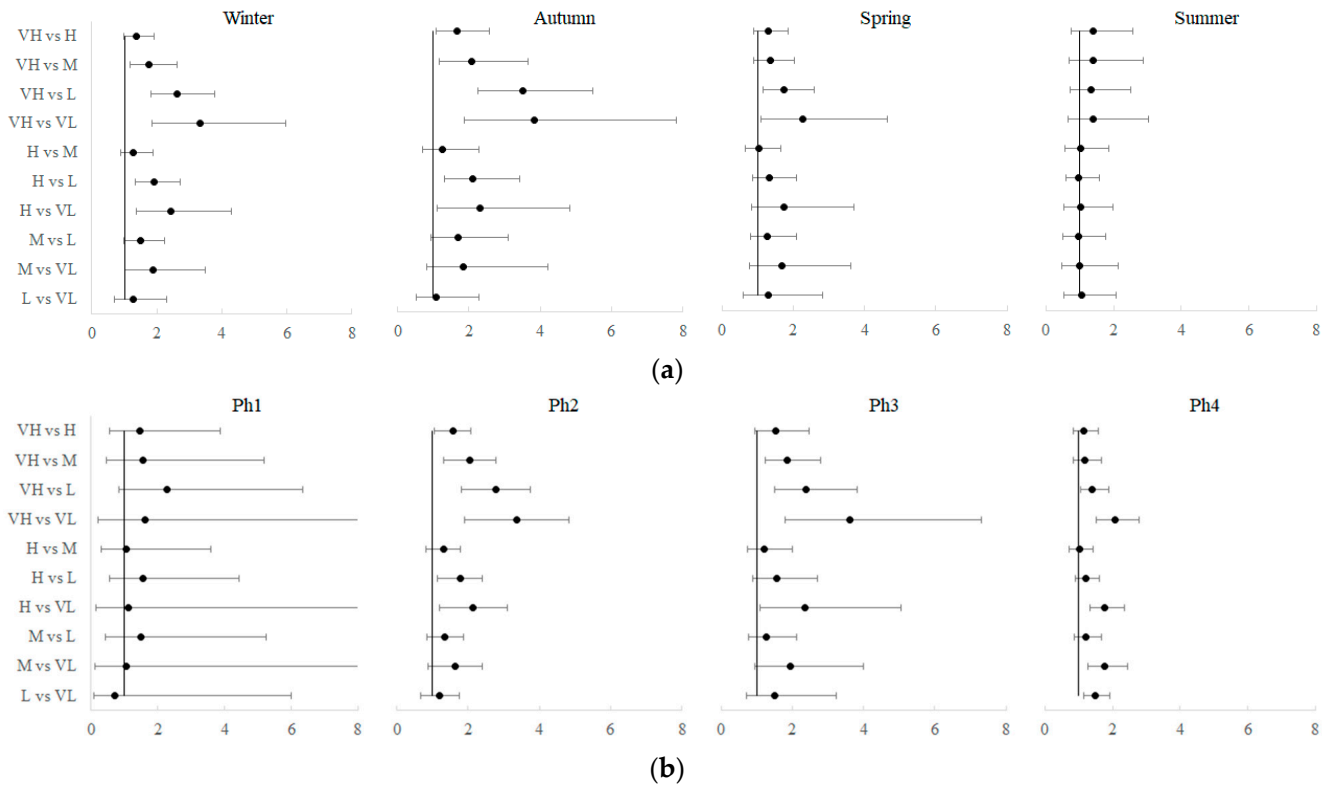 Winter Autumn Spring Summer
VH vs H
VH vs M
VH vs L
VH vs VL
H vs M
H vs L
H vs VL
M vs L
M vs VL
L vs VL
0 2 4 6 8 0 2 4 6 8 0 2 4 6 8 0 2 4 6 8
(a)
Ph1 Ph2 Ph3 Ph4
VH vs H
VH vs M
VH vs L
VH vs VL
H vs M
H vs L
H vs VL
M vs L
M vs VL
L vs VL
0 2 4 6 8 0 2 4 6 8 0 2 4 6 8 0 2 4 6 8
(b)